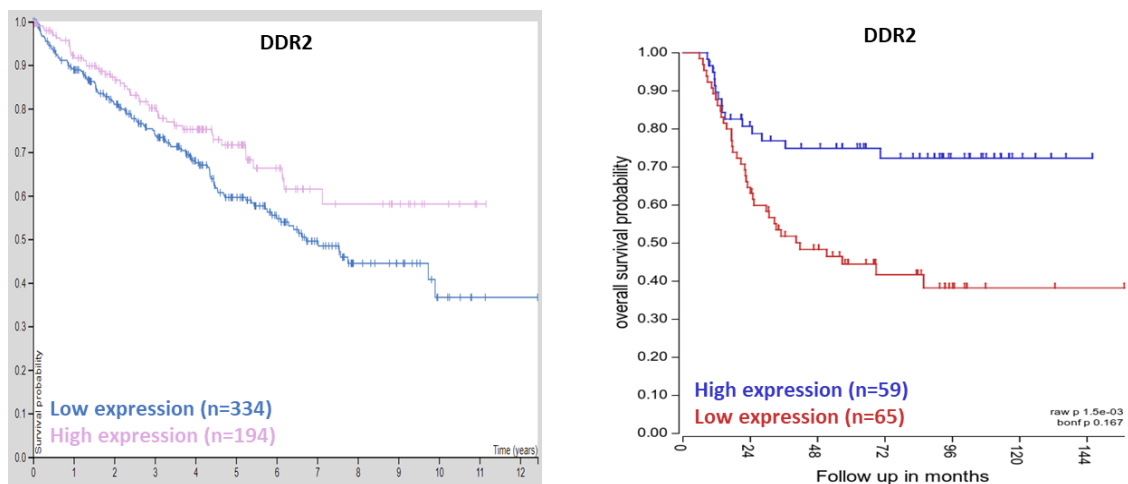 DDR2
1.0
0.9
0.8
0.7
0.6
0.5
0.4
0.3
0.2
0.1
0.0
Survival probability
Low expression (n=334)
High expression (n=194)
Time (years)
0 1 2 3 4 5 6 7 8 9 10 11 12
DDR2
1.00
0.90
0.80
0.70
0.60
0.50
0.40
0.30
0.20
0.10
0.00
overall survival probability
High expression (n=59)
Low expression (n=65)
raw p 1.5e-03
bonf p 0.167
0 24 48 72 96 120 144
Follow up in months